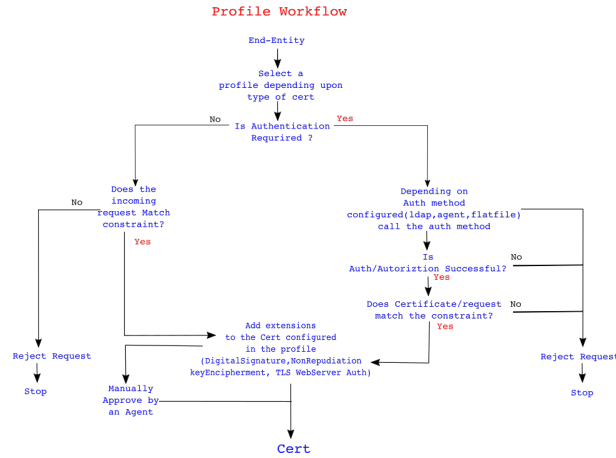 Profile Workflow
End-Entity
Select a
profile depending upon
type of cert
No
Yes
Is Authentication
Requrired ?
Does the
incoming
request Match
constraint?
No
Yes
Depending on
Auth method
configured(ldap,agent,flatfile)
call the auth method
Is
Auth/Autoriztion Successful?
No
Yes
Does Certificate/request
match the constraint?
No
Yes
Add extensions
to the Cert configured
in the profile
(DigitalSignature,NonRepudiation
keyEncipherment, TLS WebServer Auth)
Reject Request
Stop
Manually
Approve by
an Agent
Reject Request
Stop
Cert